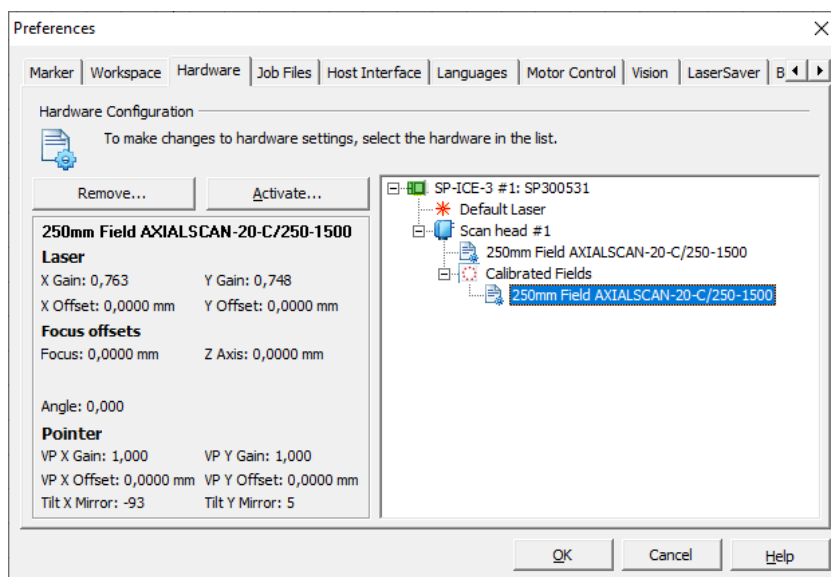 Preferences
Marker Workspace Hardware Job Files Host Interface Languages Motor Control Vision LaserSaver B
Hardware Configuration
To make changes to hardware settings, select the hardware in the list.
Remove... Activate...
250mm Field AXIALSCAN-20-C/250-1500
Laser
X Gain: 0,763 Y Gain: 0,748
X Offset: 0,0000 mm Y Offset: 0,0000 mm
Focus offsets
Focus: 0,0000 mm Z Axis: 0,0000 mm
Angle: 0,000
Pointer
VP X Gain: 1,000 VP Y Gain: 1,000
VP X Offset: 0,0000 mm VP Y Offset: 0,0000 mm
Tilt X Mirror: -93 Tilt Y Mirror: 5
SP-ICE-3 #1: SP300531
Default Laser
Scan head #1
250mm Field AXIALSCAN-20-C/250-1500
Calibrated Fields
250mm Field AXIALSCAN-20-C/250-1500
OK Cancel Help